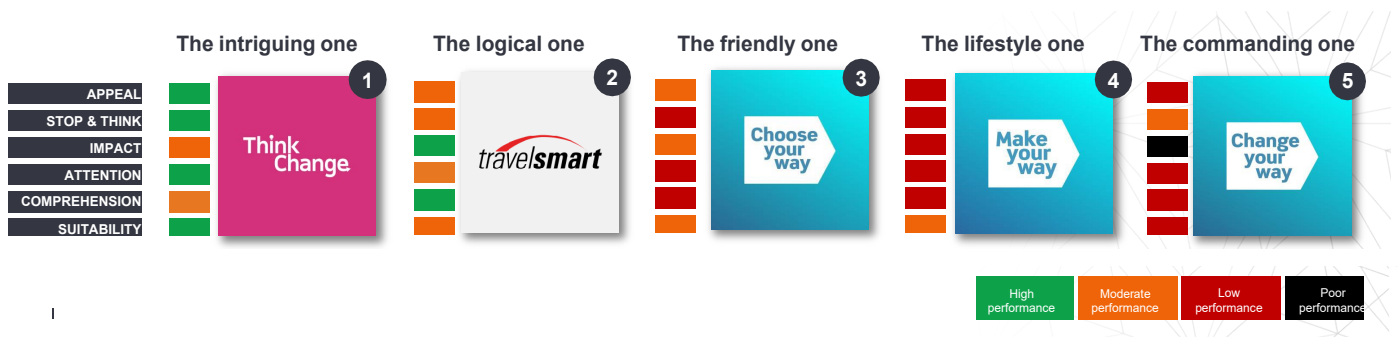 The intriguing one
The logical one
The friendly one
The lifestyle one
The commanding one
1
2
3
4
5
APPEAL
STOP & THINK
IMPACT
ATTENTION
COMPREHENSION
SUITABILITY
Think
Change
travelsmart
Choose
your
way
Make
your
way
Change
your
way
High
performance
Moderate
performance
Low
performance
Poor
performance
I